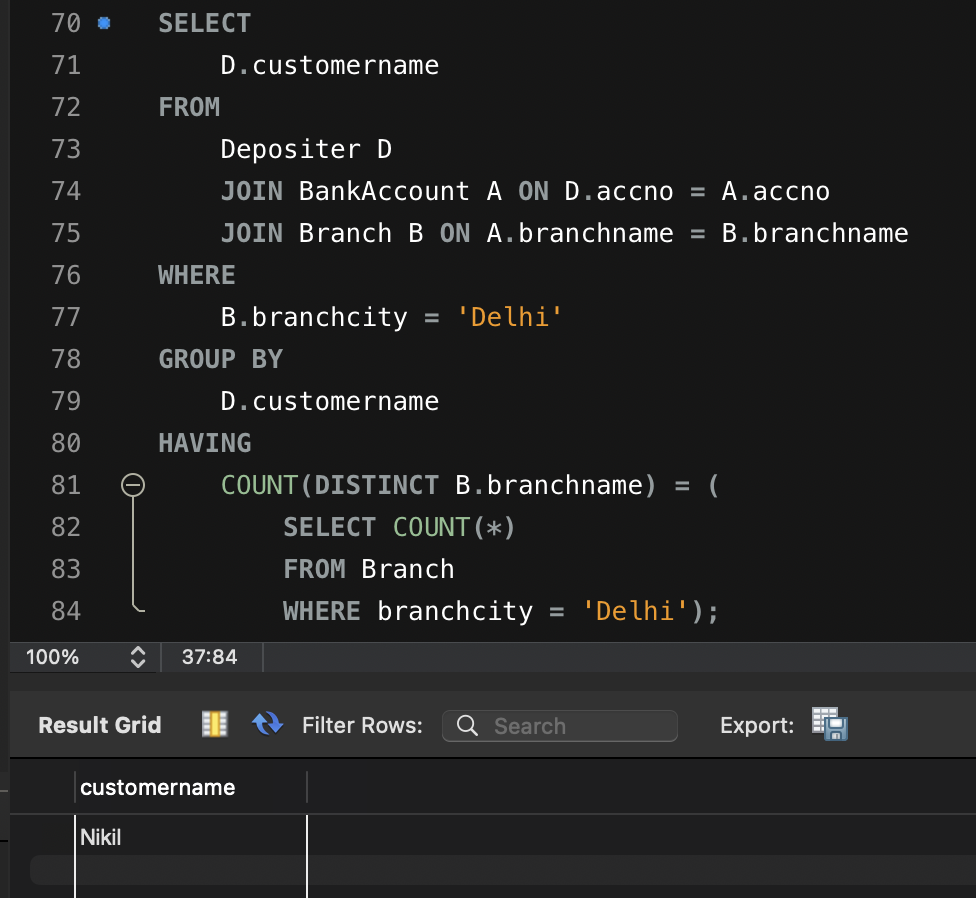 70 SELECT
71 D.customername
72 FROM
73 Depositer D
74 JOIN BankAccount A ON D.accno = A.accno
75 JOIN Branch B ON A.branchname = B.branchname
76 WHERE
77 B.branchcity = 'Delhi'
78 GROUP BY
79 D.customername
80 HAVING
81 COUNT(DISTINCT B.branchname) = (
82 SELECT COUNT(*)
83 FROM Branch
84 WHERE branchcity = 'Delhi');
100% 37:84
Result Grid Filter Rows: Search Export:
customername
Nikil